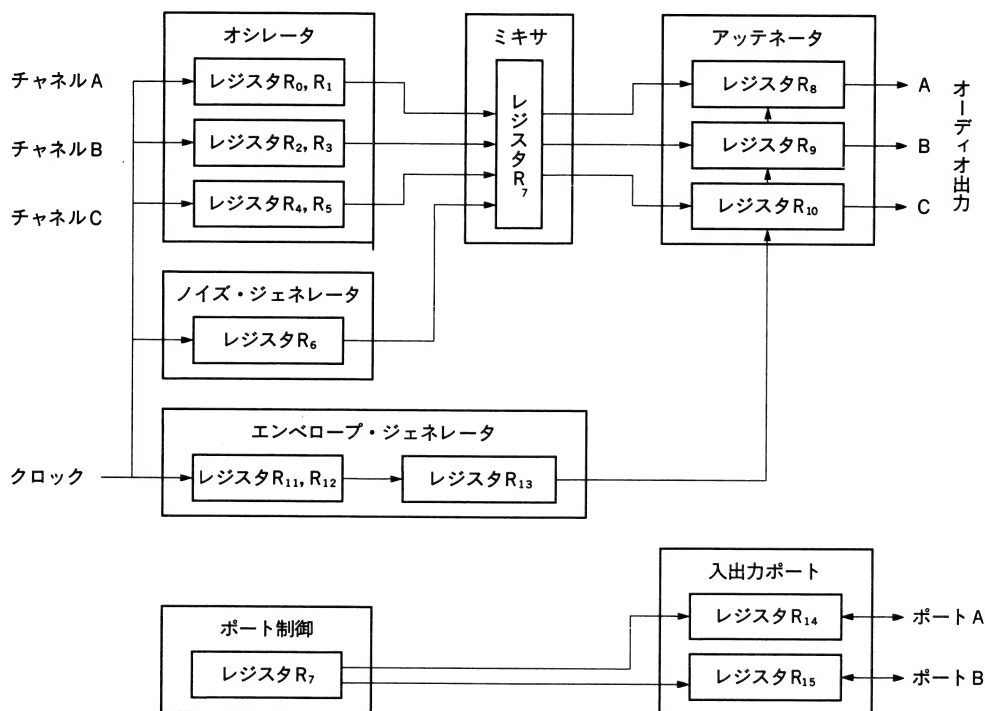 オシレータ
ミキサ
アッテネータ
チャネルA
レジスタR₀, R₁
レジスタR₈
A
チャネルB
レジスタR₂, R₃
レジスタR₇
レジスタR₉
B
チャネルC
レジスタR₄, R₅
レジスタR₁₀
C
オーディオ出力
ノイズ・ジェネレータ
レジスタR₆
エンベロープ・ジェネレータ
クロック
レジスタR₁₁, R₁₂
レジスタR₁₃
入出力ポート
ポート制御
レジスタR₁₄
ポートA
レジスタR₇
レジスタR₁₅
ポートB